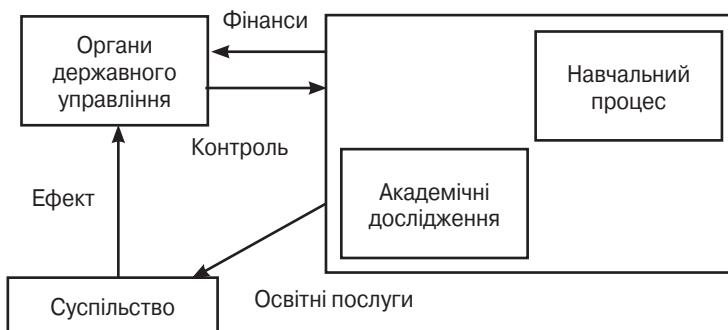 Фінанси
Органи
державного
управління
Навчальний
процес
Контроль
Академічні
дослідження
Ефект
Суспільство
Освітні послуги